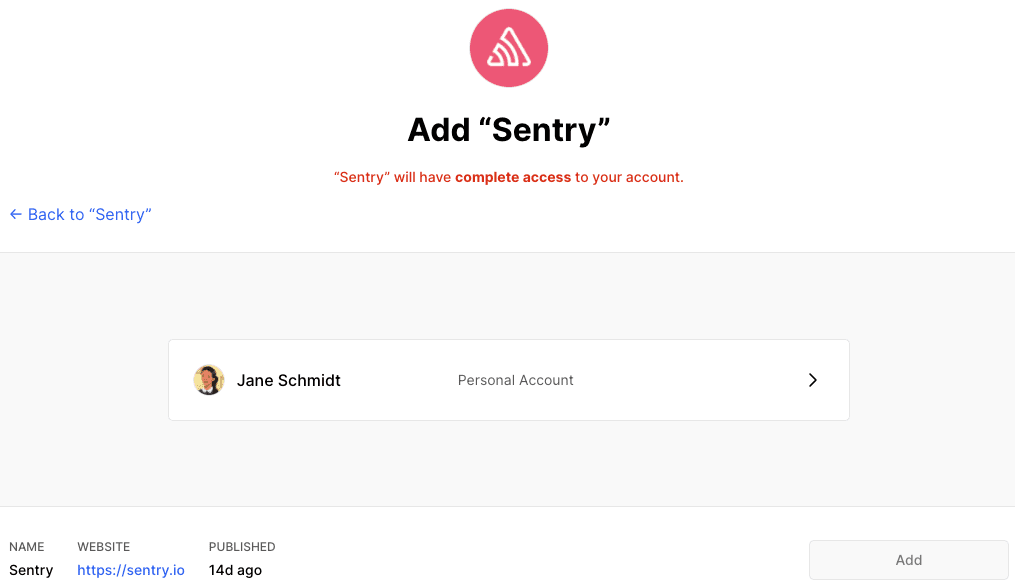 Add “Sentry”
“Sentry” will have complete access to your account.
← Back to “Sentry”
Jane Schmidt
Personal Account
NAME
WEBSITE
PUBLISHED
Sentry
https://sentry.io
14d ago
Add